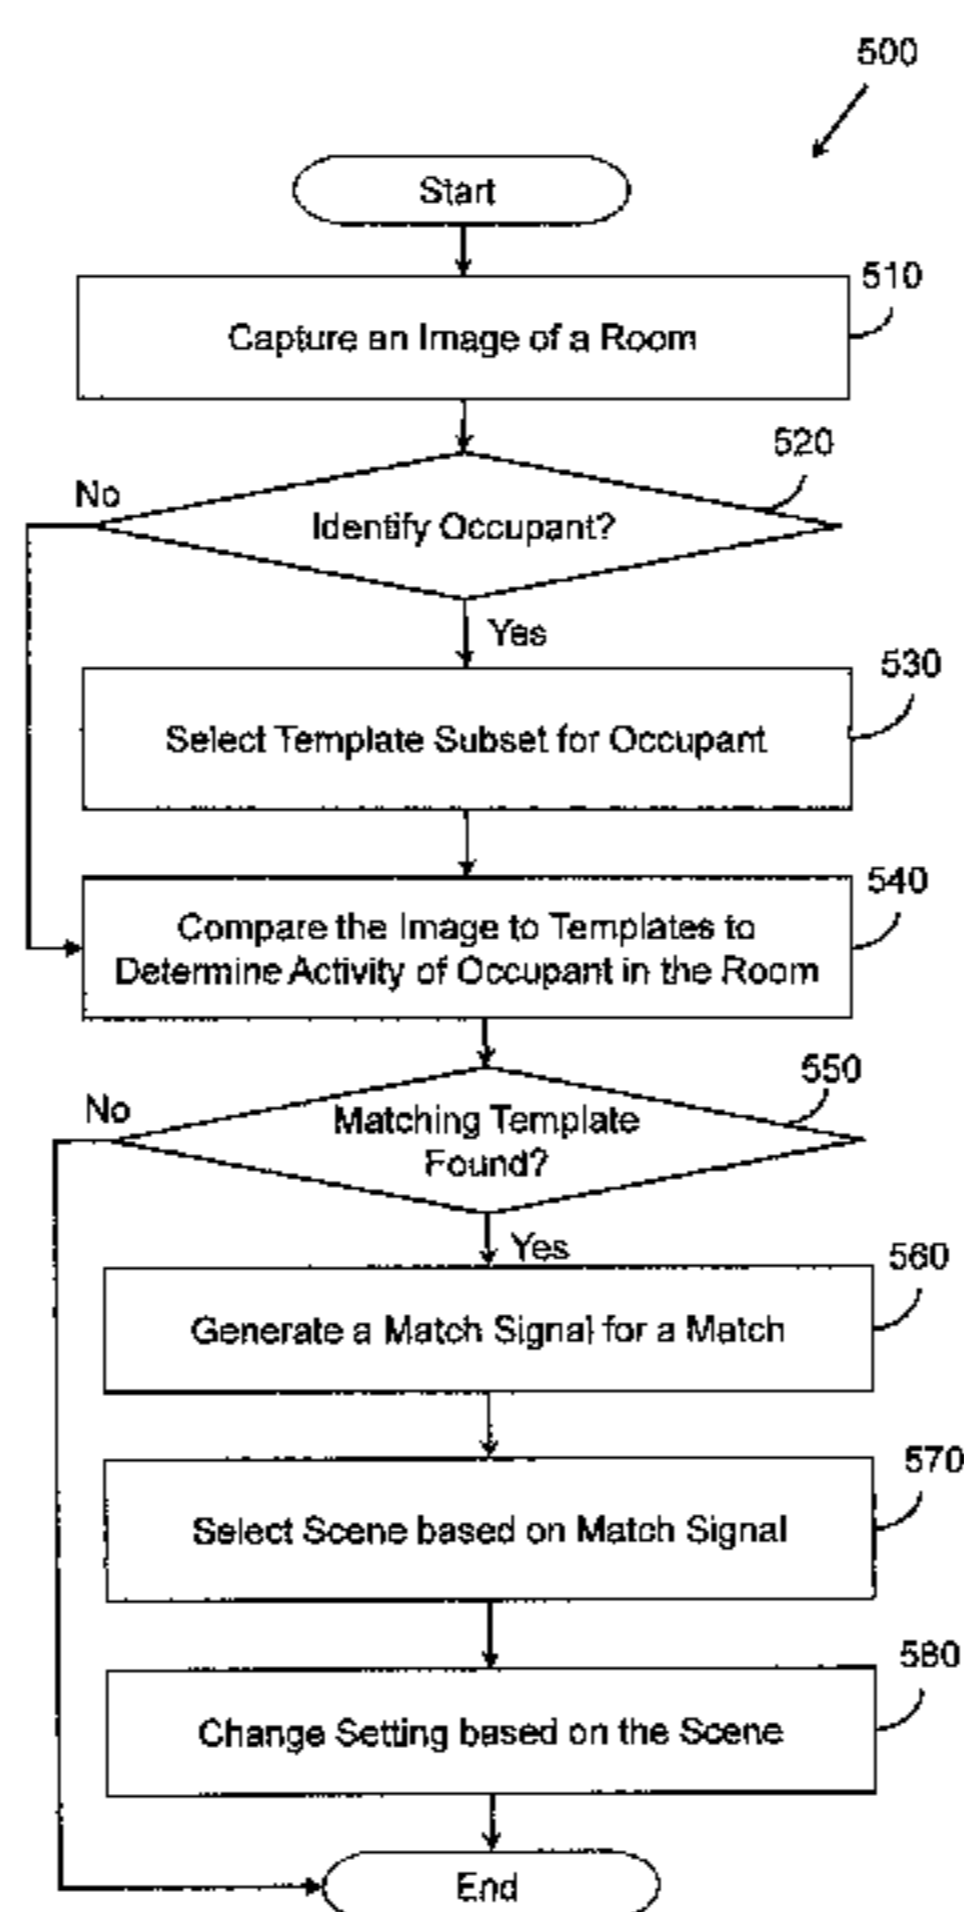 500
Start
510
Capture an Image of a Room
520
No
Identify Occupant?
Yes
530
Select Template Subset for Occupant
540
Compare the Image to Templates to
Determine Activity of Occupant in the Room
550
No
Matching Template
Found?
Yes
560
Generate a Match Signal for a Match
570
Select Scene based on Match Signal
580
Change Setting based on the Scene
End